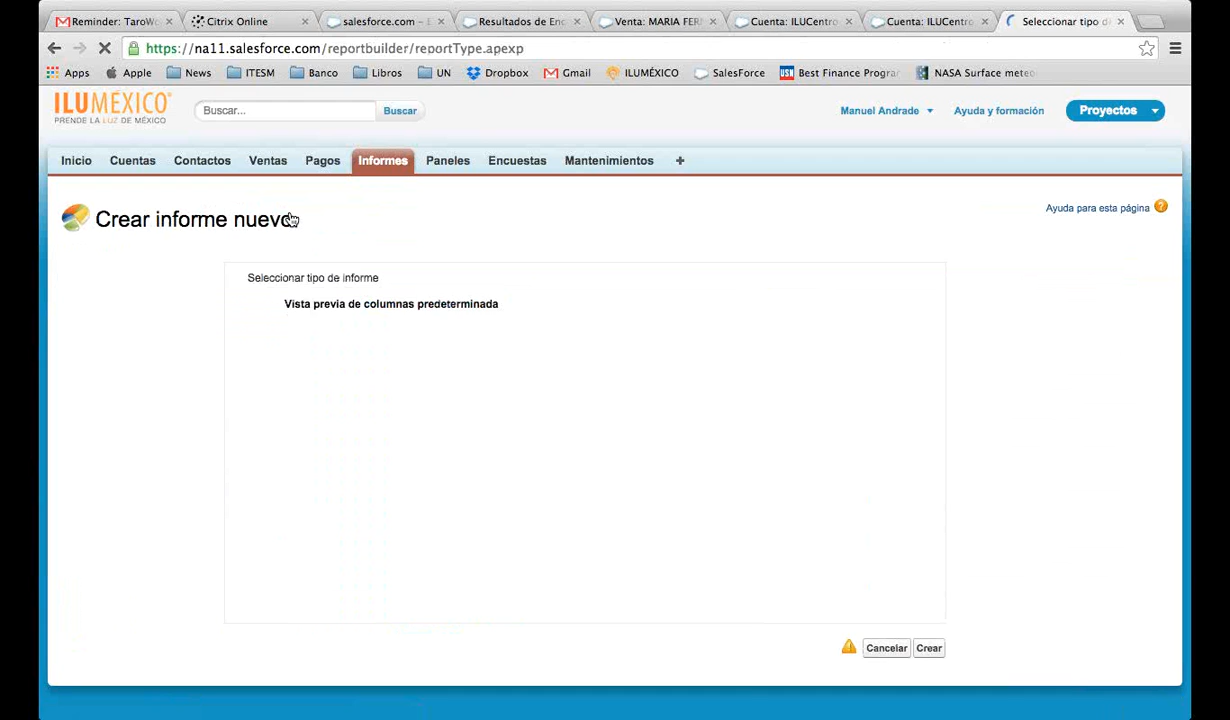 Reminder: TaroWo
Citrix Online
salesforce.com – E
Resultados de Enc
Venta: MARIA FER
Cuenta: ILUCentro
Cuenta: ILUCentro
Seleccionar tipo d
https://na11.salesforce.com/reportbuilder/reportType.apexp
Apps
Apple
News
ITESM
Banco
Libros
UN
Dropbox
Gmail
ILUMÉXICO
SalesForce
Best Finance Progra
NASA Surface meteo
ILUMÉXICO®
PRENDE LA LUZ DE MÉXICO
Buscar...
Buscar
Manuel Andrade
Ayuda y formación
Proyectos
Inicio
Cuentas
Contactos
Ventas
Pagos
Informes
Paneles
Encuestas
Mantenimientos
+
Crear informe nuevo
Ayuda para esta página ?
Seleccionar tipo de informe
Vista previa de columnas predeterminada
Cancelar
Crear